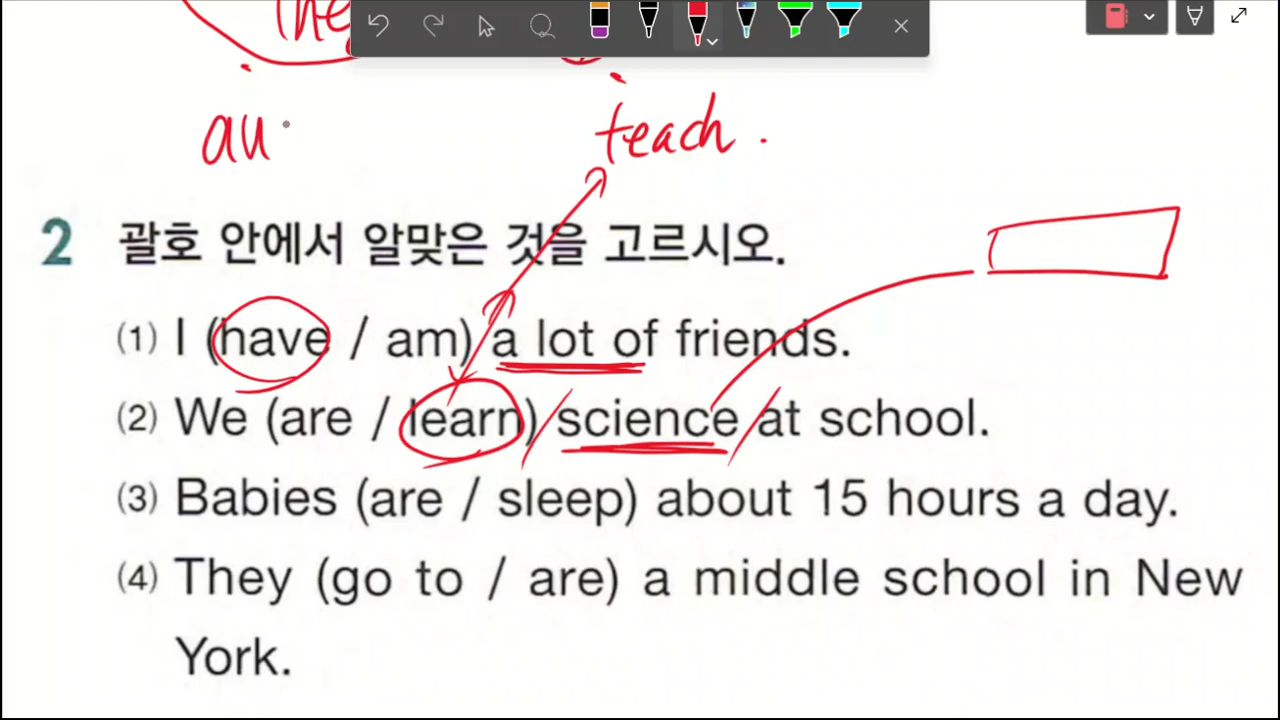 au
teach.
2 괄호 안에서 알맞은 것을 고르시오.
(1) I (have / am) a lot of friends.
(2) We (are / learn) science at school.
(3) Babies (are / sleep) about 15 hours a day.
(4) They (go to / are) a middle school in New
York.